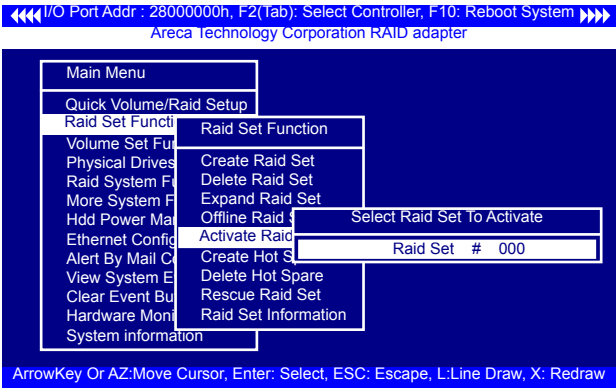 I/O Port Addr : 28000000h, F2(Tab): Select Controller, F10: Reboot System
Areca Technology Corporation RAID adapter
Main Menu
Quick Volume/Raid Setup
Raid Set Functi
Volume Set Fun
Physical Drives
Raid System Fu
More System F
Hdd Power Mar
Ethernet Config
Alert By Mail Co
View System E
Clear Event Bu
Hardware Moni
System information
Raid Set Function
Create Raid Set
Delete Raid Set
Expand Raid Set
Offline Raid S
Activate Raid
Create Hot Sp
Delete Hot Spare
Rescue Raid Set
Raid Set Information
Select Raid Set To Activate
Raid Set # 000
ArrowKey Or AZ:Move Cursor, Enter: Select, ESC: Escape, L:Line Draw, X: Redraw